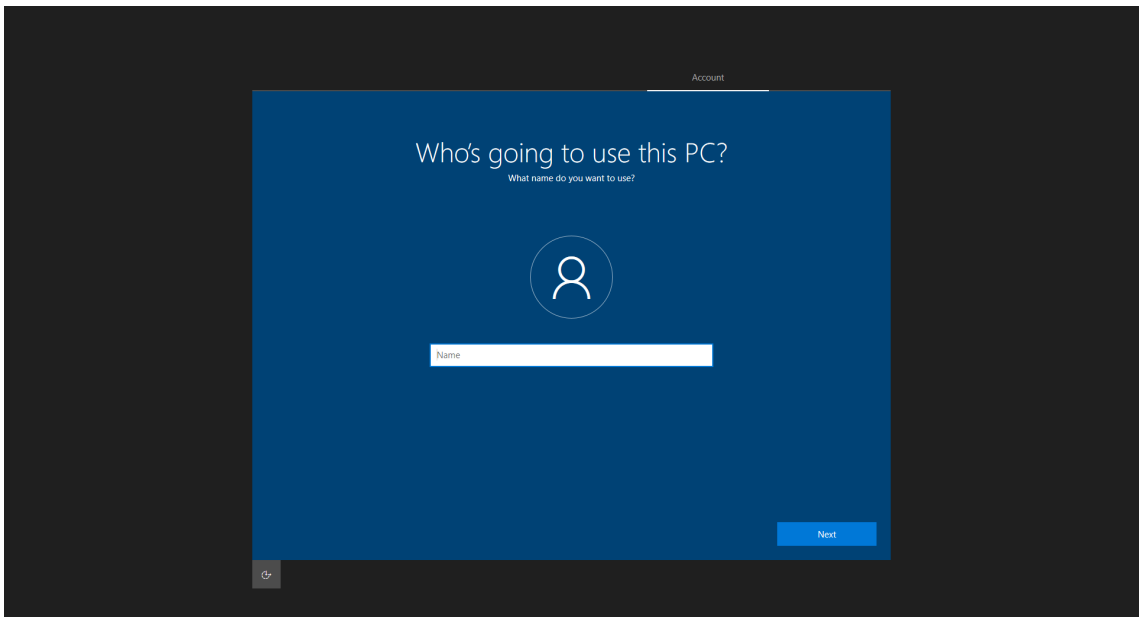 Account
Who's going to use this PC?
What name do you want to use?
Name
Next